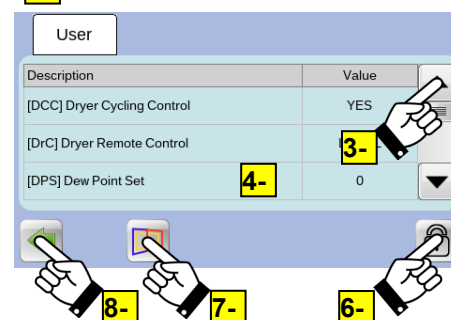 User
Description Value
[DCC] Dryer Cycling Control YES
[DrC] Dryer Remote Control
3-
[DPS] Dew Point Set 4- 0
8- 7- 6-